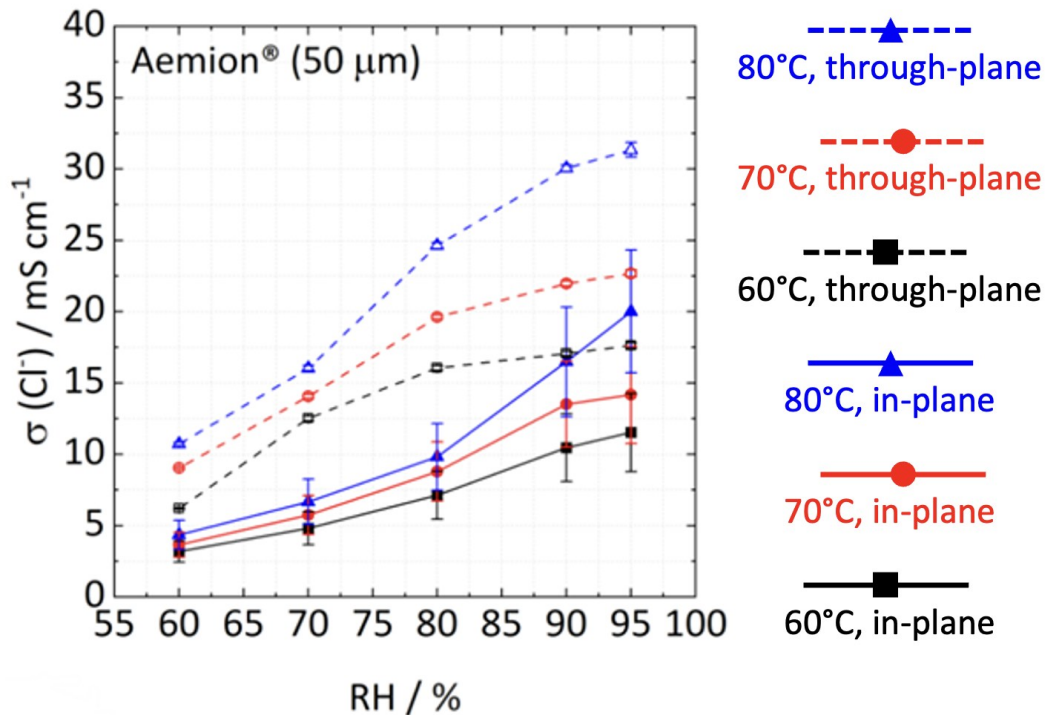 40
35
30
25
20
15
10
5
0
σ (Cl⁻) / mS cm⁻¹
Aemion® (50 μm)
55 60 65 70 75 80 85 90 95 100
RH / %
80°C, through-plane
70°C, through-plane
60°C, through-plane
80°C, in-plane
70°C, in-plane
60°C, in-plane